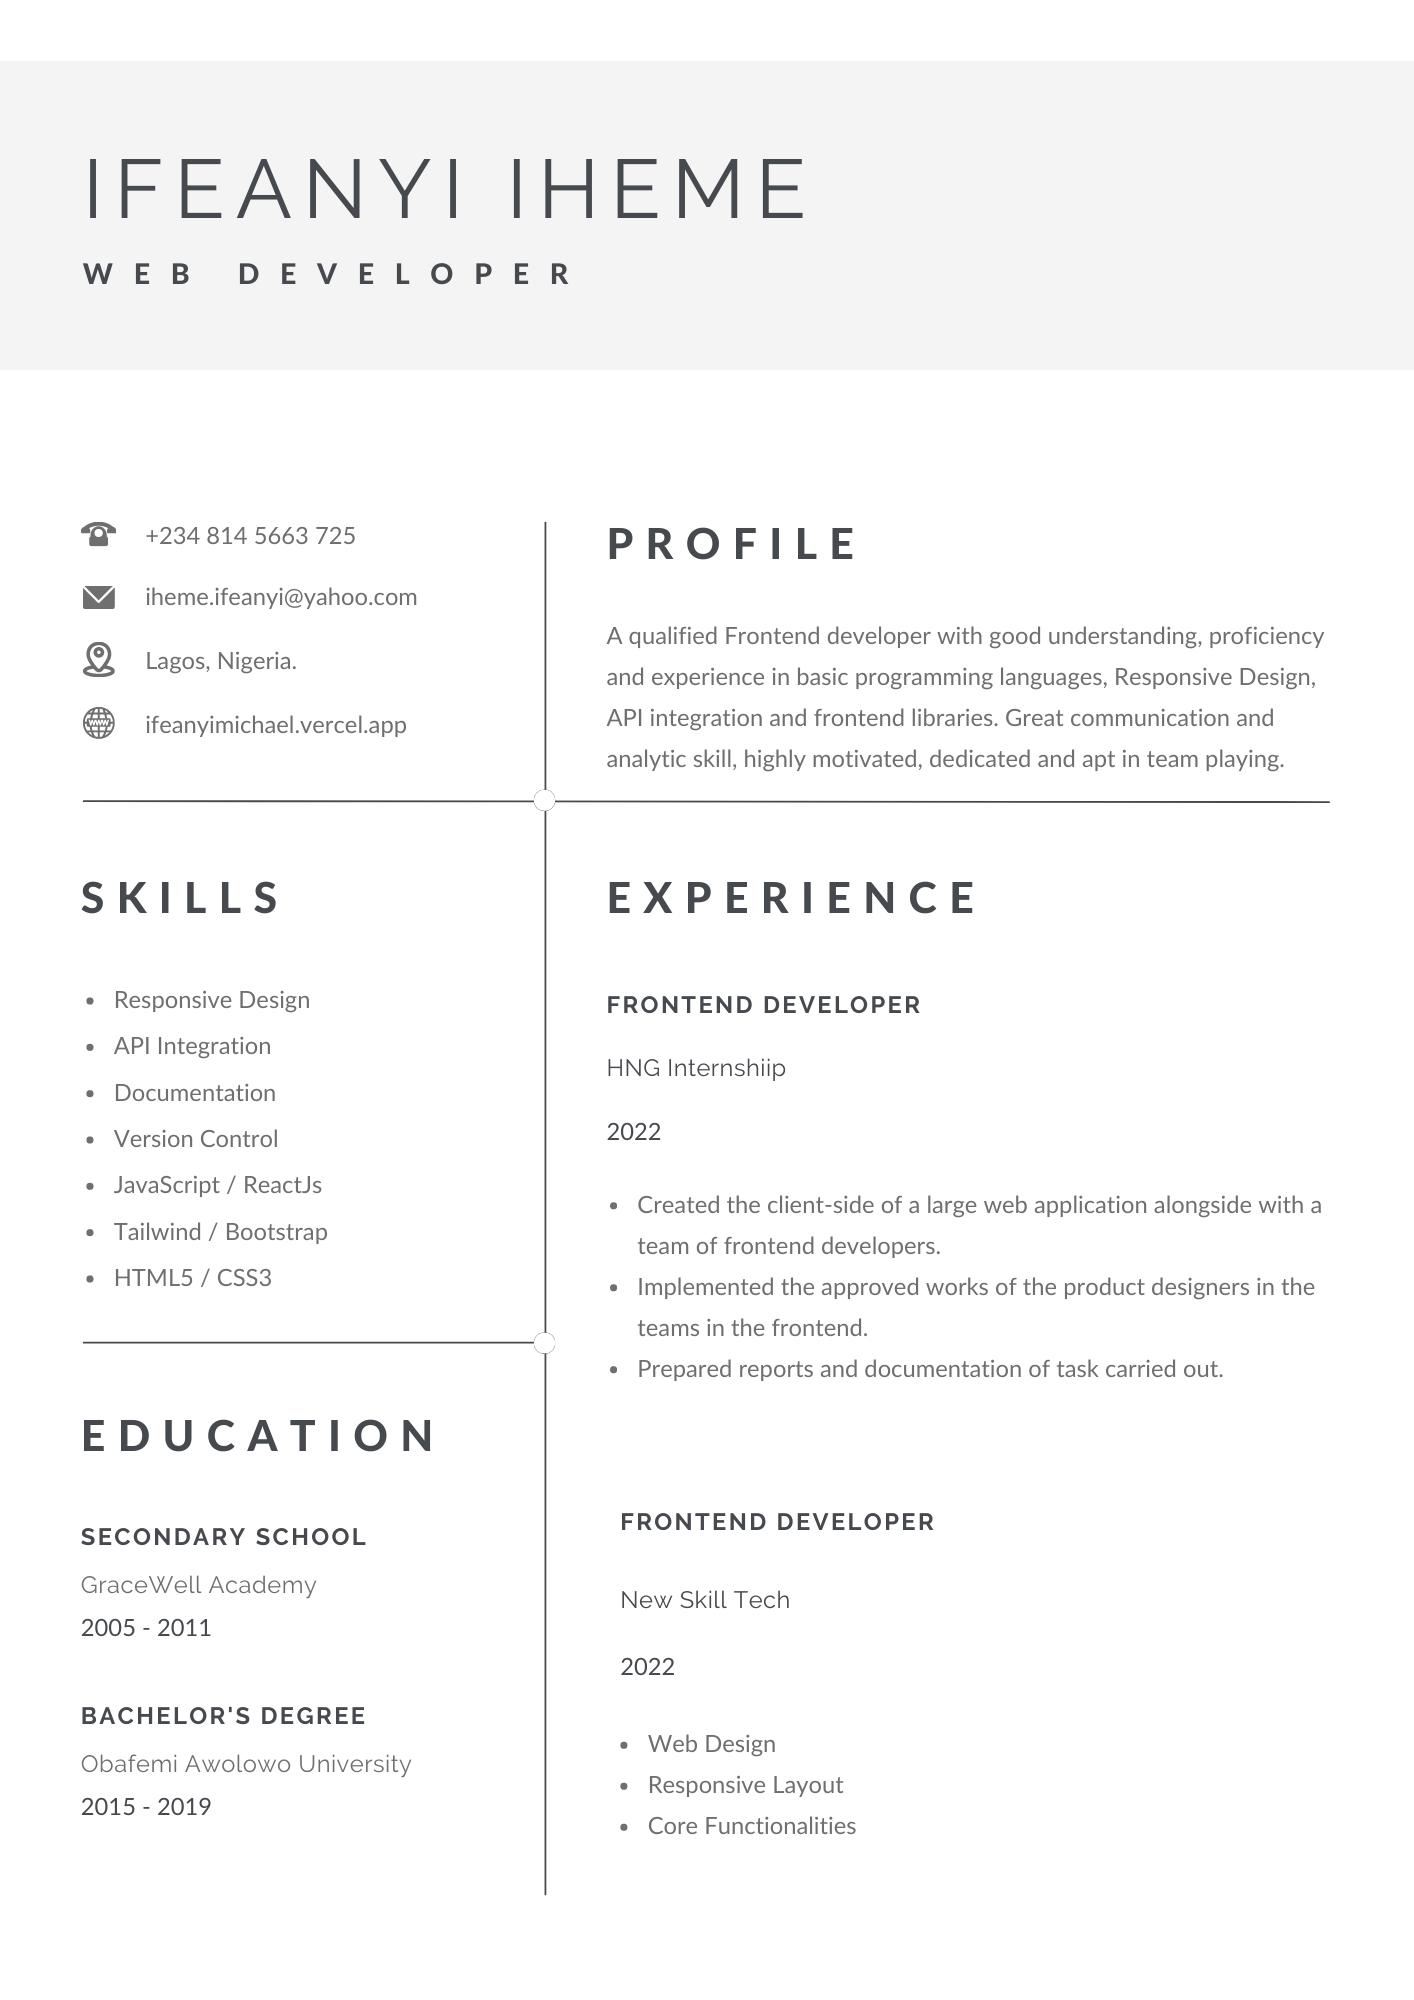 IFEANYI IHEME
WEB DEVELOPER
+234 814 5663 725
iheme.ifeanyi@yahoo.com
Lagos, Nigeria.
ifeanyimichael.vercel.app
PROFILE
A qualified Frontend developer with good understanding, proficiency
and experience in basic programming languages, Responsive Design,
API integration and frontend libraries. Great communication and
analytic skill, highly motivated, dedicated and apt in team playing.
SKILLS
• Responsive Design
• API Integration
• Documentation
• Version Control
• JavaScript / ReactJs
• Tailwind / Bootstrap
• HTML5 / CSS3
EDUCATION
SECONDARY SCHOOL
GraceWell Academy
2005 - 2011
BACHELOR'S DEGREE
Obafemi Awolowo University
2015 - 2019
EXPERIENCE
FRONTEND DEVELOPER
HNG Internshiip
2022
• Created the client-side of a large web application alongside with a
team of frontend developers.
• Implemented the approved works of the product designers in the
teams in the frontend.
• Prepared reports and documentation of task carried out.
FRONTEND DEVELOPER
New Skill Tech
2022
• Web Design
• Responsive Layout
• Core Functionalities